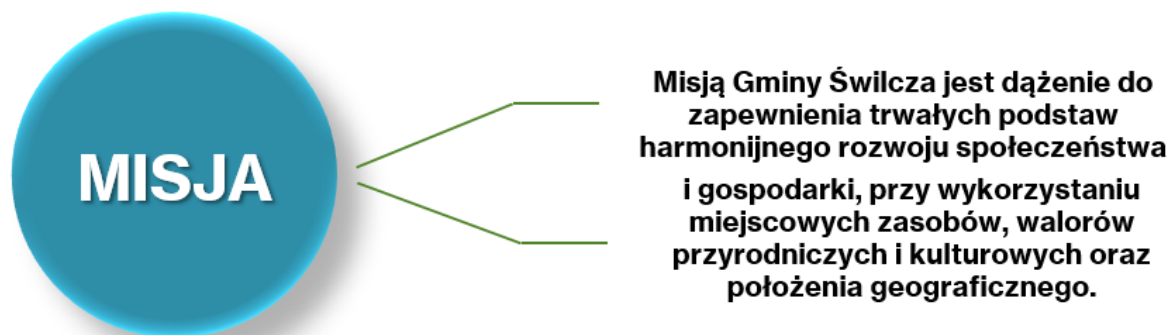 MISJA
Misją Gminy Świlcza jest dążenie do
zapewnienia trwałych podstaw
harmonijnego rozwoju społeczeństwa
i gospodarki, przy wykorzystaniu
miejscowych zasobów, walorów
przyrodniczych i kulturowych oraz
położenia geograficznego.